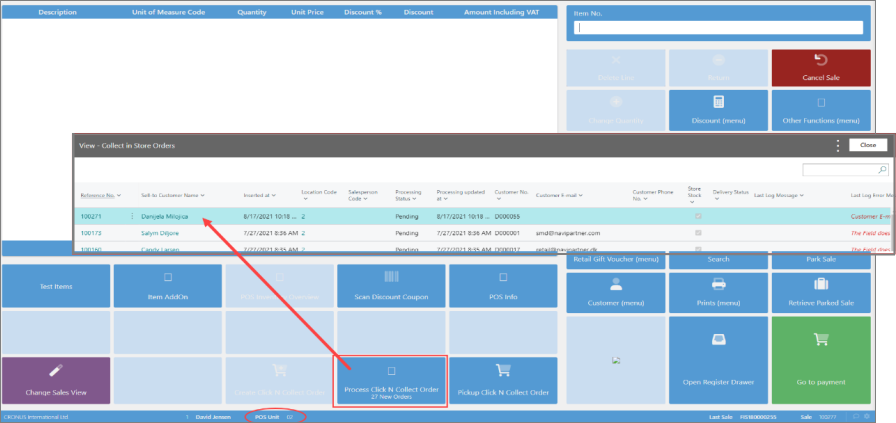 Description Unit of Measure Code Quantity Unit Price Discount % Discount Amount Including VAT
Item No.
Delete Line Cancel Sale
Discount (menu) Other Functions (menu)
View - Collect in Store Orders Close
Reference No. Sell-to Customer Name Inserted at Location Code Salesperson Code Processing Status Processing updated at Customer No. Customer E-mail Customer Phone No. Store Stock Delivery Status Last Log Message Last Log Error Me
100271 Danijela Milojica 8/17/2021 10:18 ... 2 Pending 8/17/2021 10:18 ... D000055 Customer E-m
100173 Salym Diljore 7/27/2021 8:36 AM 2 Pending 7/27/2021 8:36 AM D000001 smd@navipartner.com The Field does
100160 Candy Larsen 7/27/2021 8:35 AM 2 Pending 7/27/2021 8:35 AM D000017 retail@navipartner.dk The Field does
Retail Gift Voucher (menu) Search Park Sale
Test Items Item AddOn Scan Discount Coupon POS Info
Customer (menu) Prints (menu) Retrieve Parked Sale
Change Sales View Create Click N Collect Order Process Click N Collect Order Pickup Click N Collect Order
27 New Orders
Open Register Drawer Go to payment
CRONUS International Ltd 1 David Jensen POS Unit 02 Last Sale Sale 100271